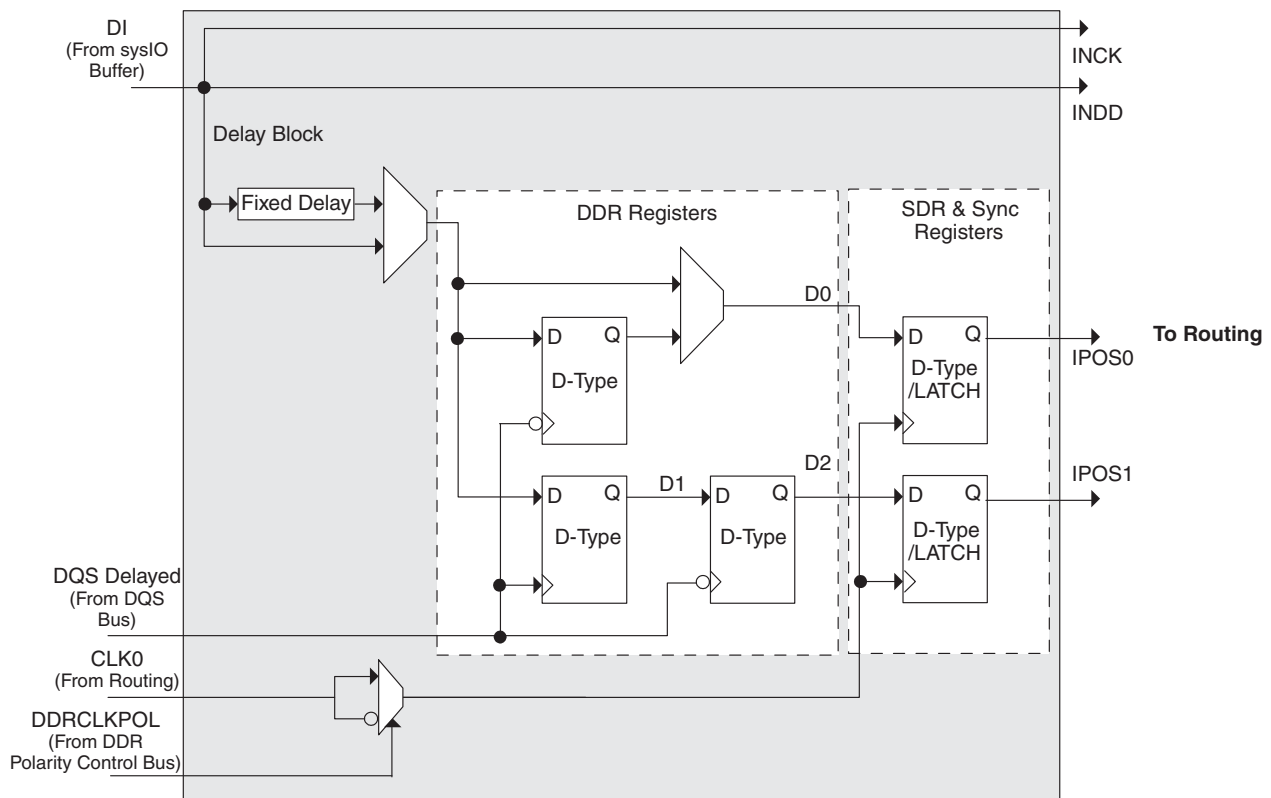 DI
(From sysIO
Buffer)
INCK
INDD
Delay Block
Fixed Delay
DDR Registers
SDR & Sync
Registers
D0
D
Q
D-Type
D
Q
D-Type
/LATCH
IPOS0
To Routing
D
Q
D-Type
D1
D
Q
D-Type
D2
D
Q
D-Type
/LATCH
IPOS1
DQS Delayed
(From DQS
Bus)
CLK0
(From Routing)
DDRCLKPOL
(From DDR
Polarity Control Bus)